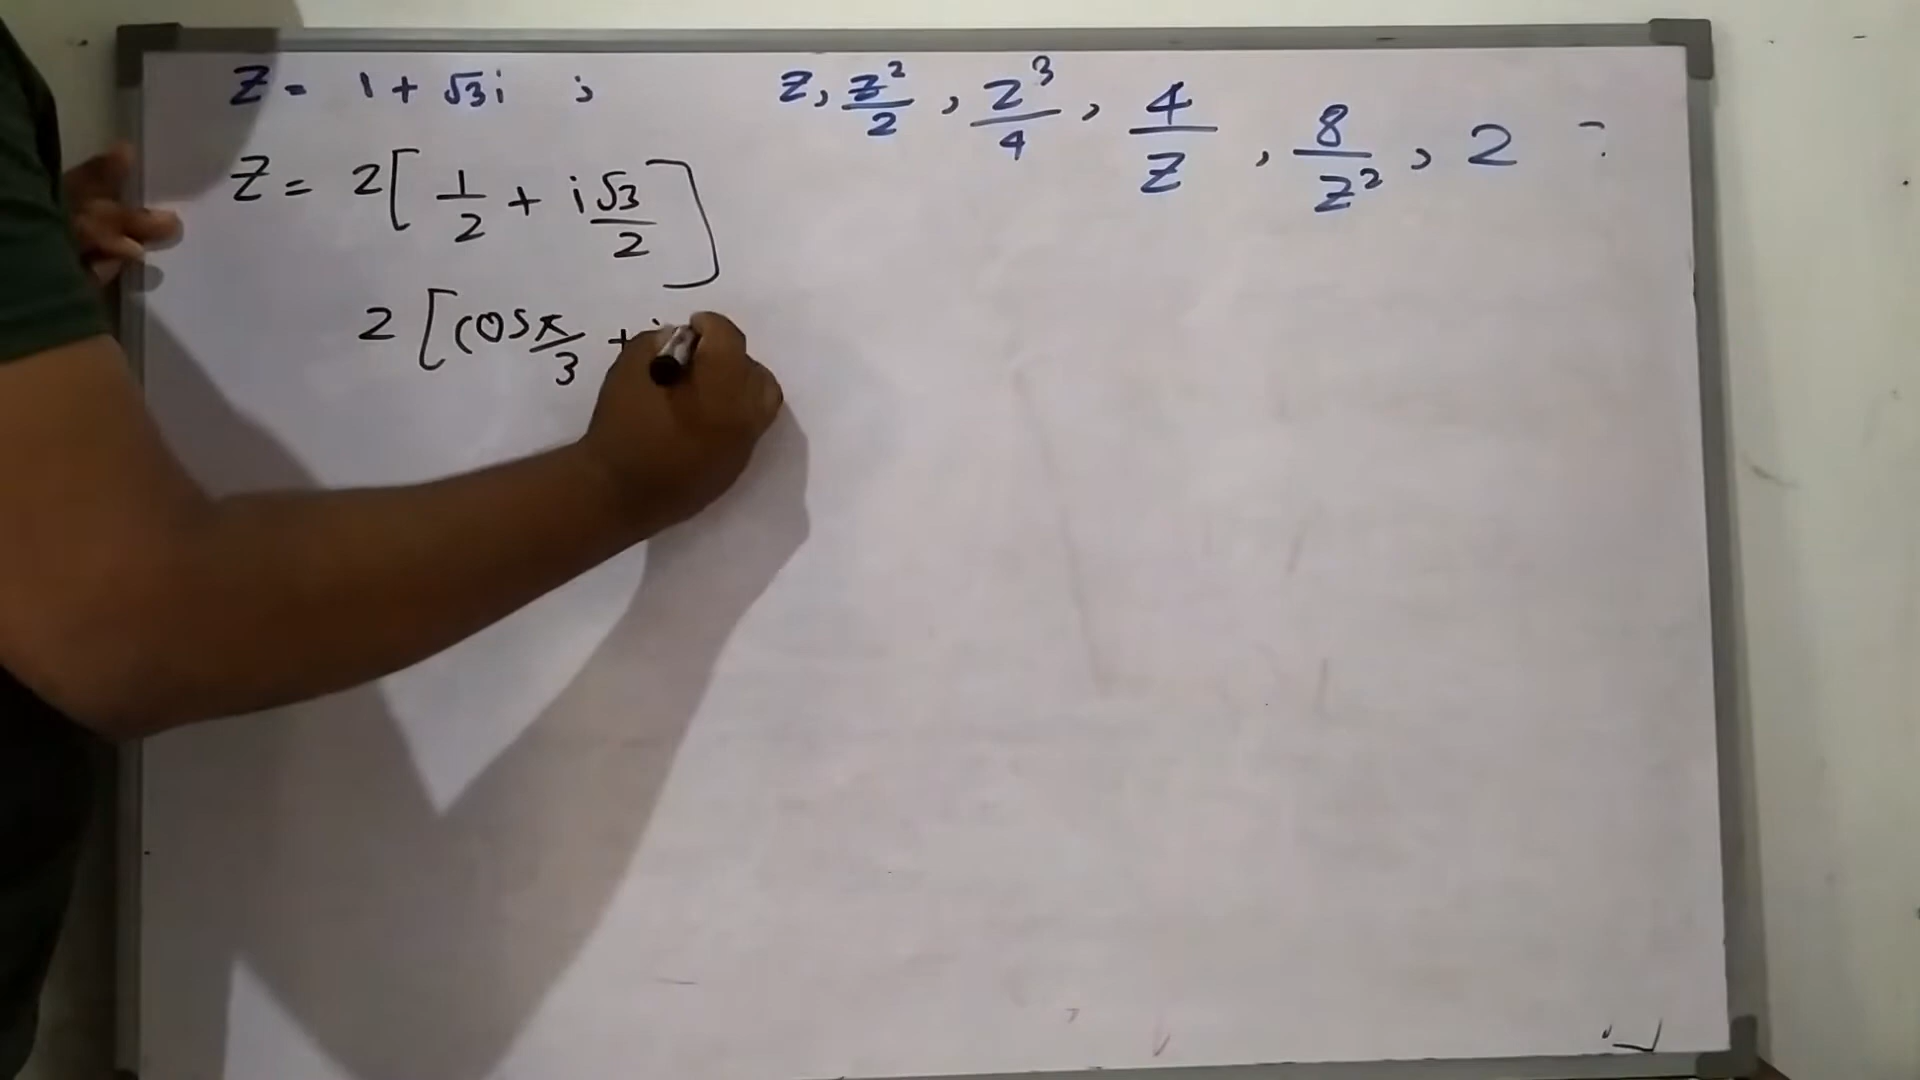 z = 1 + √3i ; z, z²/2, z³/4, 4/z, 8/z², 2 ?
z = 2[1/2 + i√3/2]
2[cos π/3 +